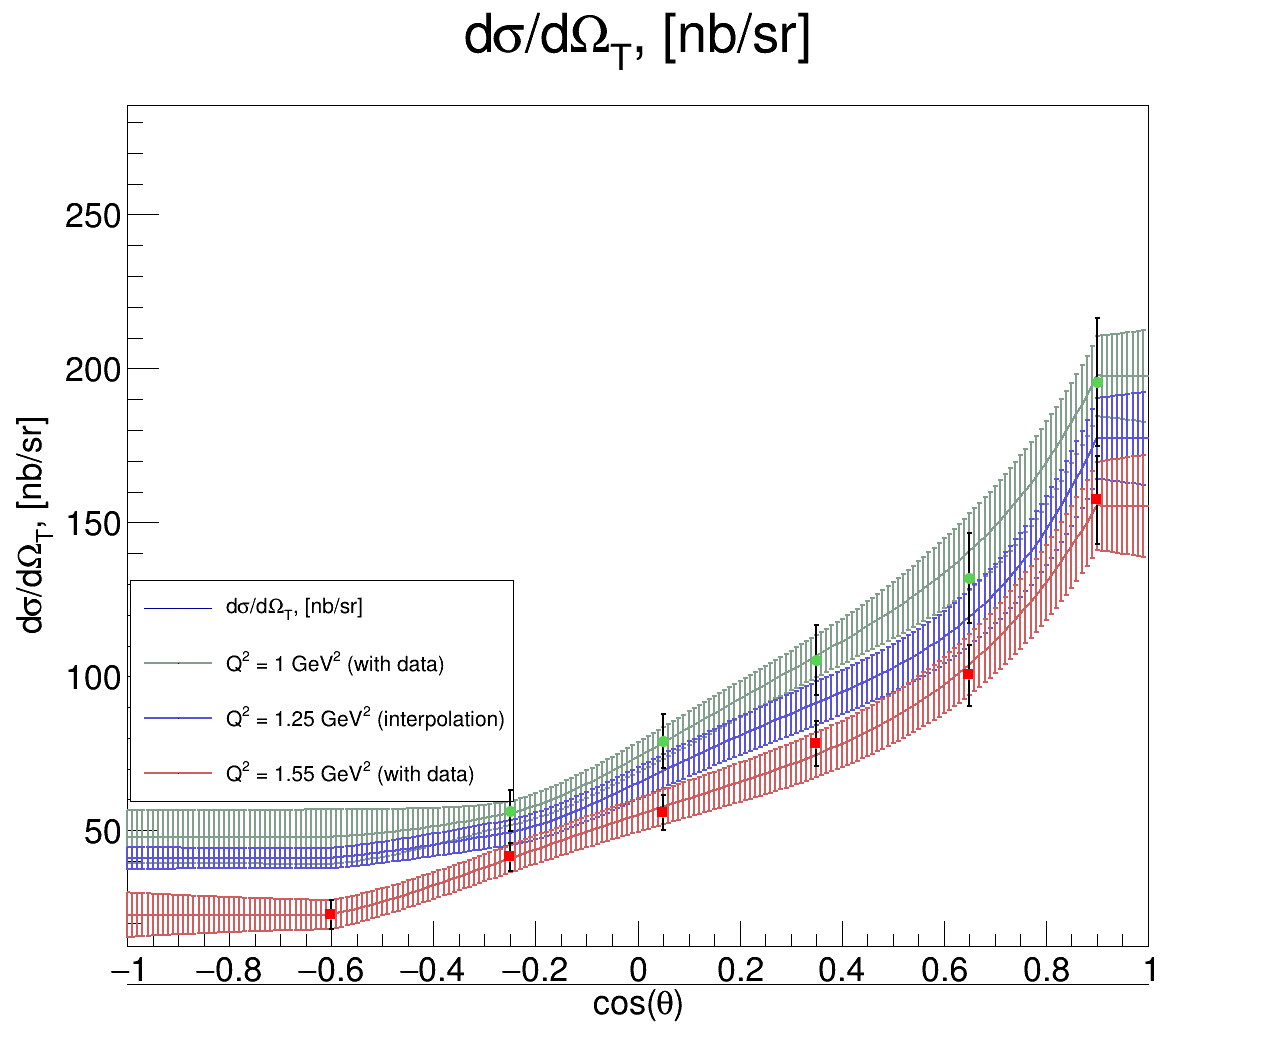 dσ/dΩ_T, [nb/sr]
dσ/dΩ_T, [nb/sr]
250
200
150
100
50
dσ/dΩ_T, [nb/sr]
Q² = 1 GeV² (with data)
Q² = 1.25 GeV² (interpolation)
Q² = 1.55 GeV² (with data)
−1 −0.8 −0.6 −0.4 −0.2 0 0.2 0.4 0.6 0.8 1
cos(θ)